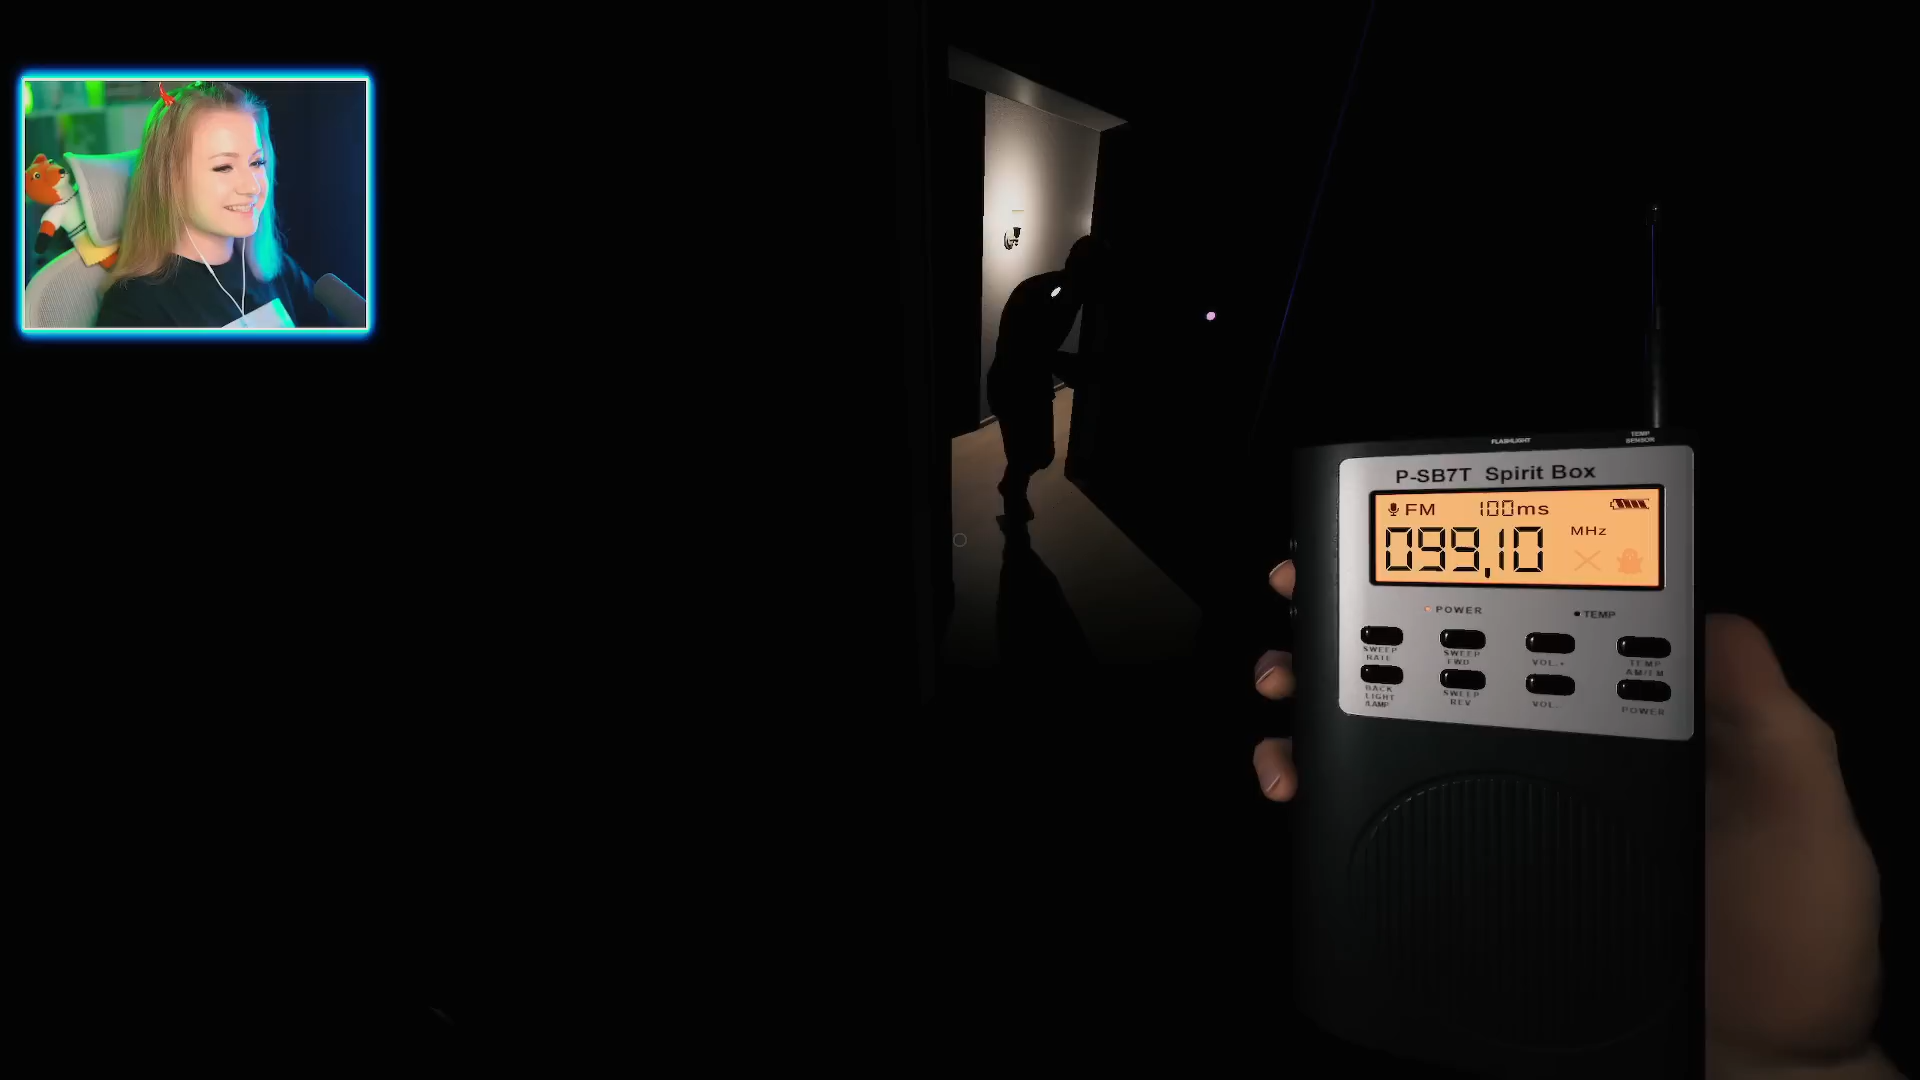 FLASHLIGHT
TEMP
SENSOR
P-SB7T Spirit Box
FM 100ms
MHz
099,10
POWER
TEMP
SWEEP
RATE
SWEEP
FWD
VOL.+
TEMP
BACK
LIGHT
/LAMP
SWEEP
REV
VOL.-
AM/FM
POWER